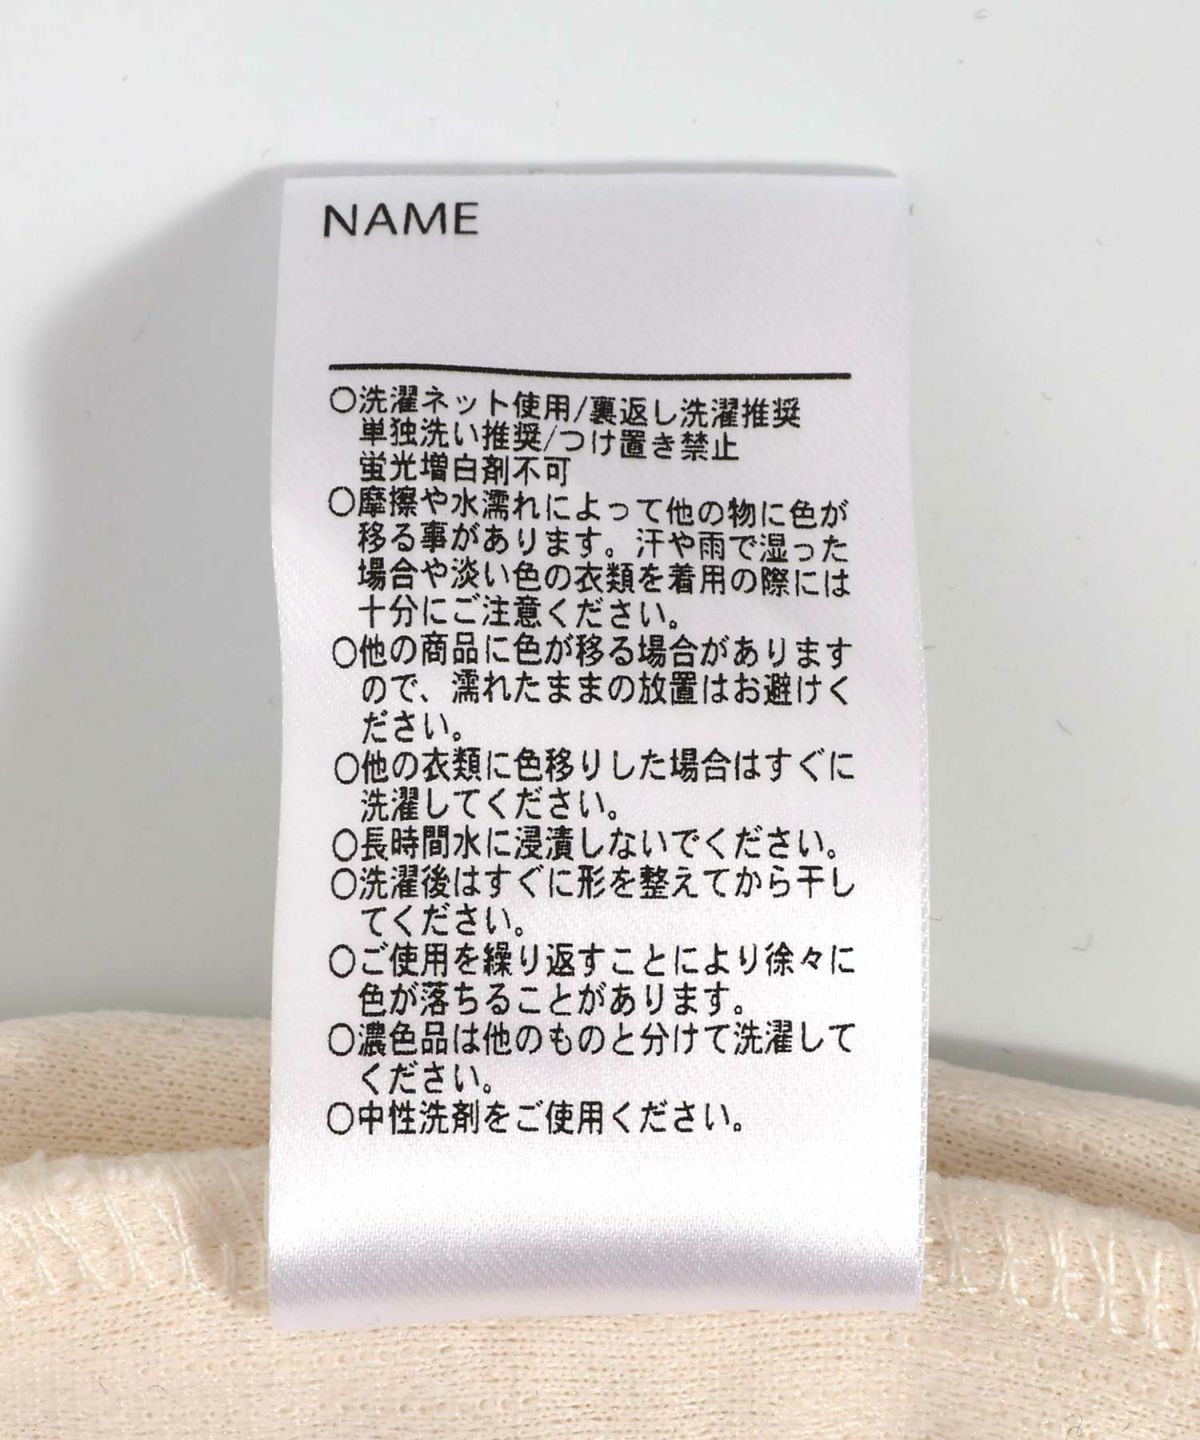 NAME
○洗濯ネット使用/裏返し洗濯推奨
単独洗い推奨/つけ置き禁止
蛍光増白剤不可
○摩擦や水濡れによって他の物に色が
移る事があります。汗や雨で湿った
場合や淡い色の衣類を着用の際には
十分にご注意ください。
○他の商品に色が移る場合があります
ので、濡れたままの放置はお避けく
ださい。
○他の衣類に色移りした場合はすぐに
洗濯してください。
○長時間水に浸漬しないでください。
○洗濯後はすぐに形を整えてから干し
てください。
○ご使用を繰り返すことにより徐々に
色が落ちることがあります。
○濃色品は他のものと分けて洗濯して
ください。
○中性洗剤をご使用ください。